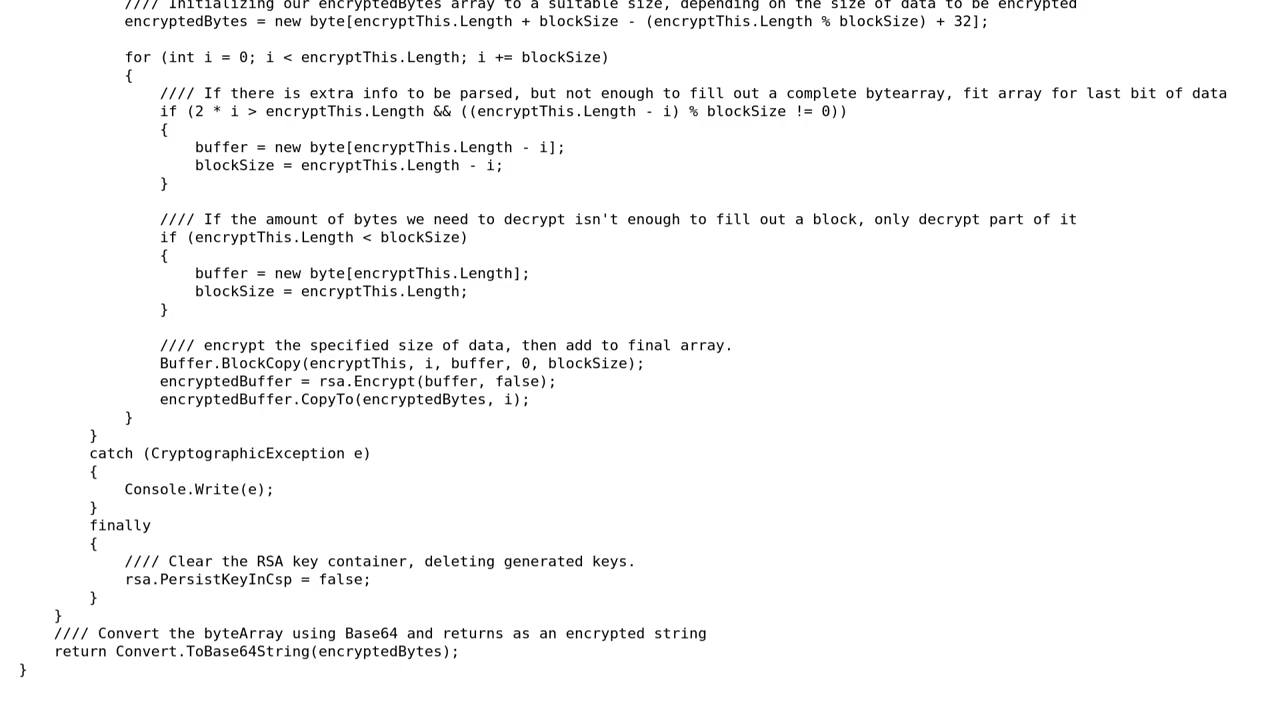 //// Initializing our encryptedBytes array to a suitable size, depending on the size of data to be encrypted
encryptedBytes = new byte[encryptThis.Length + blockSize - (encryptThis.Length % blockSize) + 32];
for (int i = 0; i < encryptThis.Length; i += blockSize)
{
//// If there is extra info to be parsed, but not enough to fill out a complete bytearray, fit array for last bit of data
if (2 * i > encryptThis.Length && ((encryptThis.Length - i) % blockSize != 0))
{
buffer = new byte[encryptThis.Length - i];
blockSize = encryptThis.Length - i;
}
//// If the amount of bytes we need to decrypt isn't enough to fill out a block, only decrypt part of it
if (encryptThis.Length < blockSize)
{
buffer = new byte[encryptThis.Length];
blockSize = encryptThis.Length;
}
//// encrypt the specified size of data, then add to final array.
Buffer.BlockCopy(encryptThis, i, buffer, 0, blockSize);
encryptedBuffer = rsa.Encrypt(buffer, false);
encryptedBuffer.CopyTo(encryptedBytes, i);
}
}
catch (CryptographicException e)
{
Console.Write(e);
}
finally
{
//// Clear the RSA key container, deleting generated keys.
rsa.PersistKeyInCsp = false;
}
}
//// Convert the byteArray using Base64 and returns as an encrypted string
return Convert.ToBase64String(encryptedBytes);
}